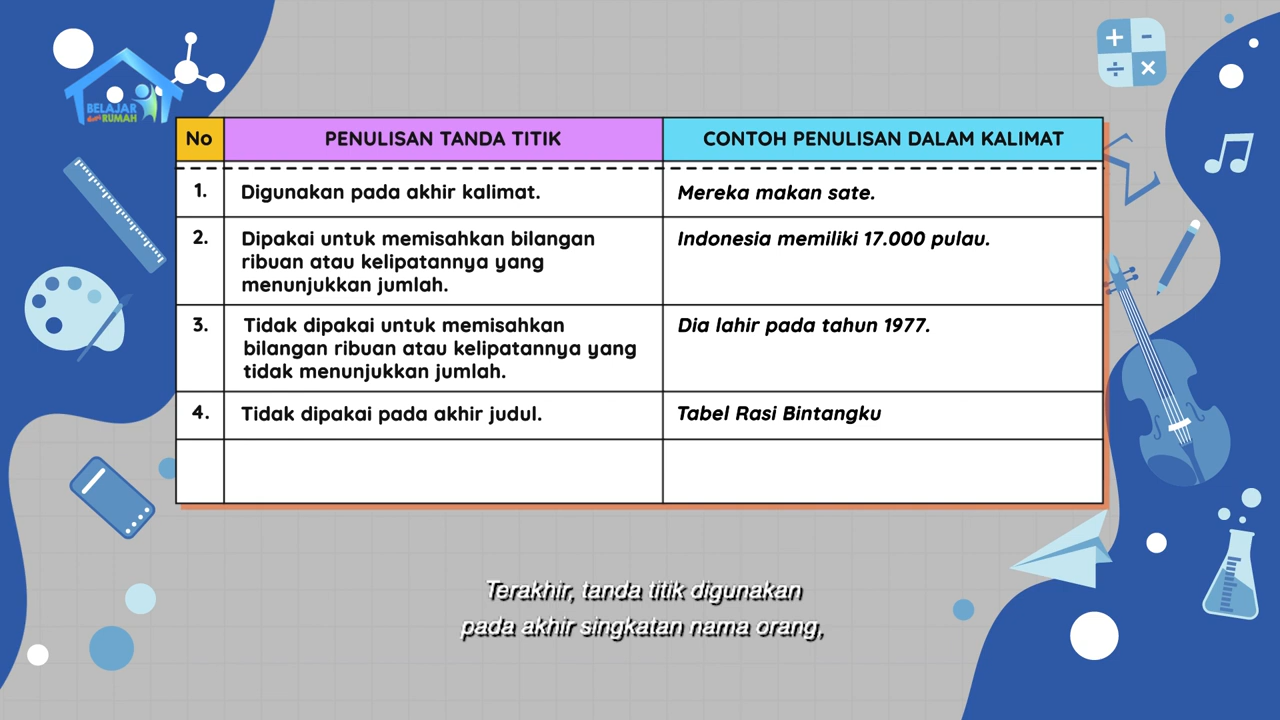 BELAJAR
dari RUMAH
No
PENULISAN TANDA TITIK
CONTOH PENULISAN DALAM KALIMAT
1.
Digunakan pada akhir kalimat.
Mereka makan sate.
2.
Dipakai untuk memisahkan bilangan
ribuan atau kelipatannya yang
menunjukkan jumlah.
Indonesia memiliki 17.000 pulau.
3.
Tidak dipakai untuk memisahkan
bilangan ribuan atau kelipatannya yang
tidak menunjukkan jumlah.
Dia lahir pada tahun 1977.
4.
Tidak dipakai pada akhir judul.
Tabel Rasi Bintangku
Terakhir, tanda titik digunakan
pada akhir singkatan nama orang,